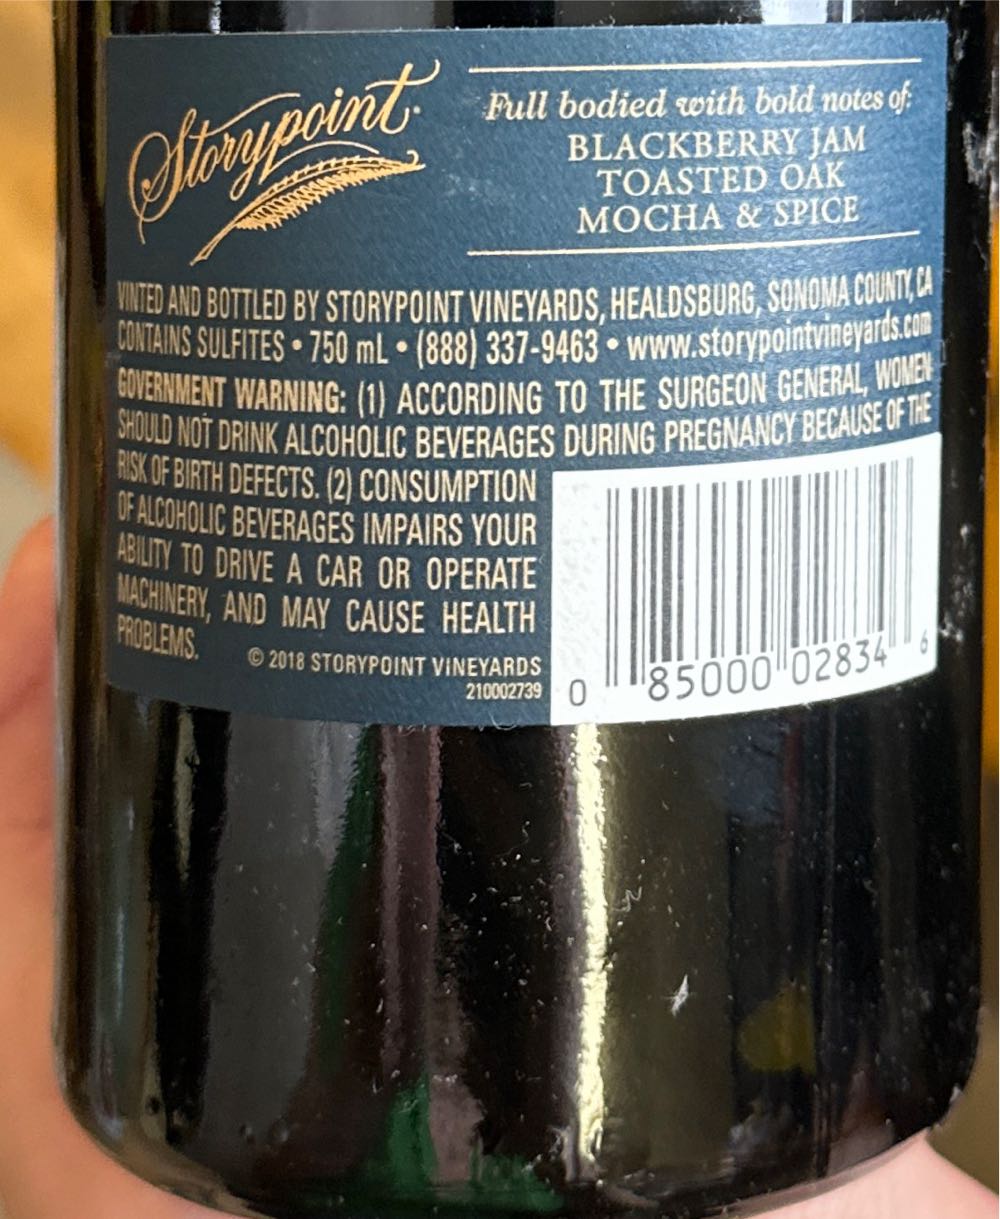 Storypoint
Full bodied with bold notes of:
BLACKBERRY JAM
TOASTED OAK
MOCHA & SPICE
VINTED AND BOTTLED BY STORYPOINT VINEYARDS, HEALDSBURG, SONOMA COUNTY, CA
CONTAINS SULFITES • 750 mL • (888) 337-9463 • www.storypointvineyards.com
GOVERNMENT WARNING: (1) ACCORDING TO THE SURGEON GENERAL, WOMEN
SHOULD NOT DRINK ALCOHOLIC BEVERAGES DURING PREGNANCY BECAUSE OF THE
RISK OF BIRTH DEFECTS. (2) CONSUMPTION
OF ALCOHOLIC BEVERAGES IMPAIRS YOUR
ABILITY TO DRIVE A CAR OR OPERATE
MACHINERY, AND MAY CAUSE HEALTH
PROBLEMS.
© 2018 STORYPOINT VINEYARDS
210002739
0 85000 02834 6